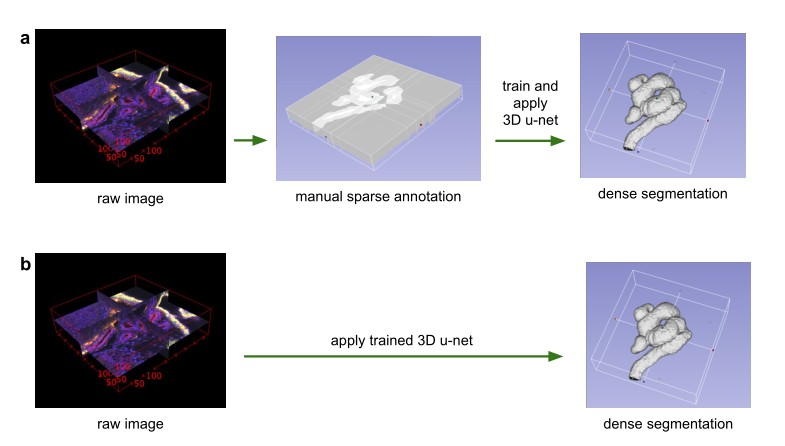 a
train and
apply
3D u-net
100
50
50
100
raw image
manual sparse annotation
dense segmentation
b
apply trained 3D u-net
100
50
50
100
raw image
dense segmentation